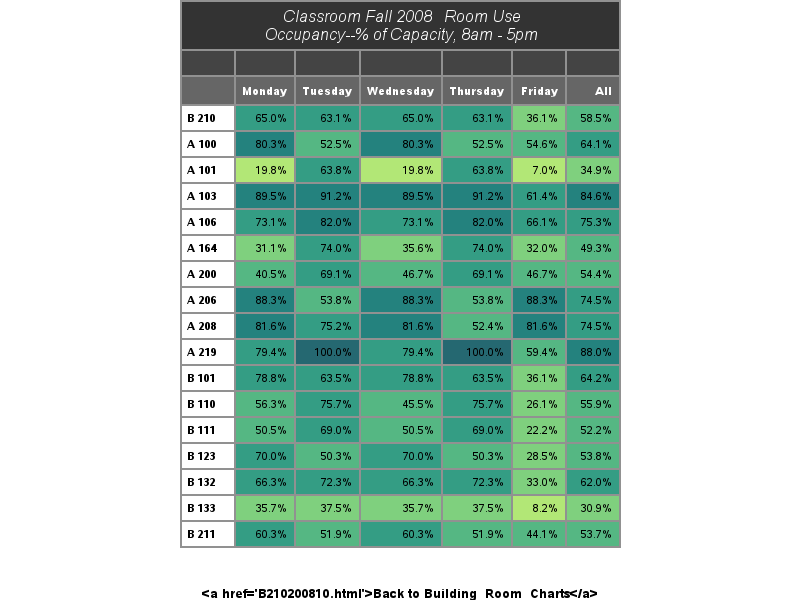 Classroom Fall 2008 Room Use
Occupancy--% of Capacity, 8am - 5pm
Monday Tuesday Wednesday Thursday Friday All
B 210 65.0% 63.1% 65.0% 63.1% 36.1% 58.5%
A 100 80.3% 52.5% 80.3% 52.5% 54.6% 64.1%
A 101 19.8% 63.8% 19.8% 63.8% 7.0% 34.9%
A 103 89.5% 91.2% 89.5% 91.2% 61.4% 84.6%
A 106 73.1% 82.0% 73.1% 82.0% 66.1% 75.3%
A 164 31.1% 74.0% 35.6% 74.0% 32.0% 49.3%
A 200 40.5% 69.1% 46.7% 69.1% 46.7% 54.4%
A 206 88.3% 53.8% 88.3% 53.8% 88.3% 74.5%
A 208 81.6% 75.2% 81.6% 52.4% 81.6% 74.5%
A 219 79.4% 100.0% 79.4% 100.0% 59.4% 88.0%
B 101 78.8% 63.5% 78.8% 63.5% 36.1% 64.2%
B 110 56.3% 75.7% 45.5% 75.7% 26.1% 55.9%
B 111 50.5% 69.0% 50.5% 69.0% 22.2% 52.2%
B 123 70.0% 50.3% 70.0% 50.3% 28.5% 53.8%
B 132 66.3% 72.3% 66.3% 72.3% 33.0% 62.0%
B 133 35.7% 37.5% 35.7% 37.5% 8.2% 30.9%
B 211 60.3% 51.9% 60.3% 51.9% 44.1% 53.7%
<a href='B210200810.html'>Back to Building Room Charts</a>